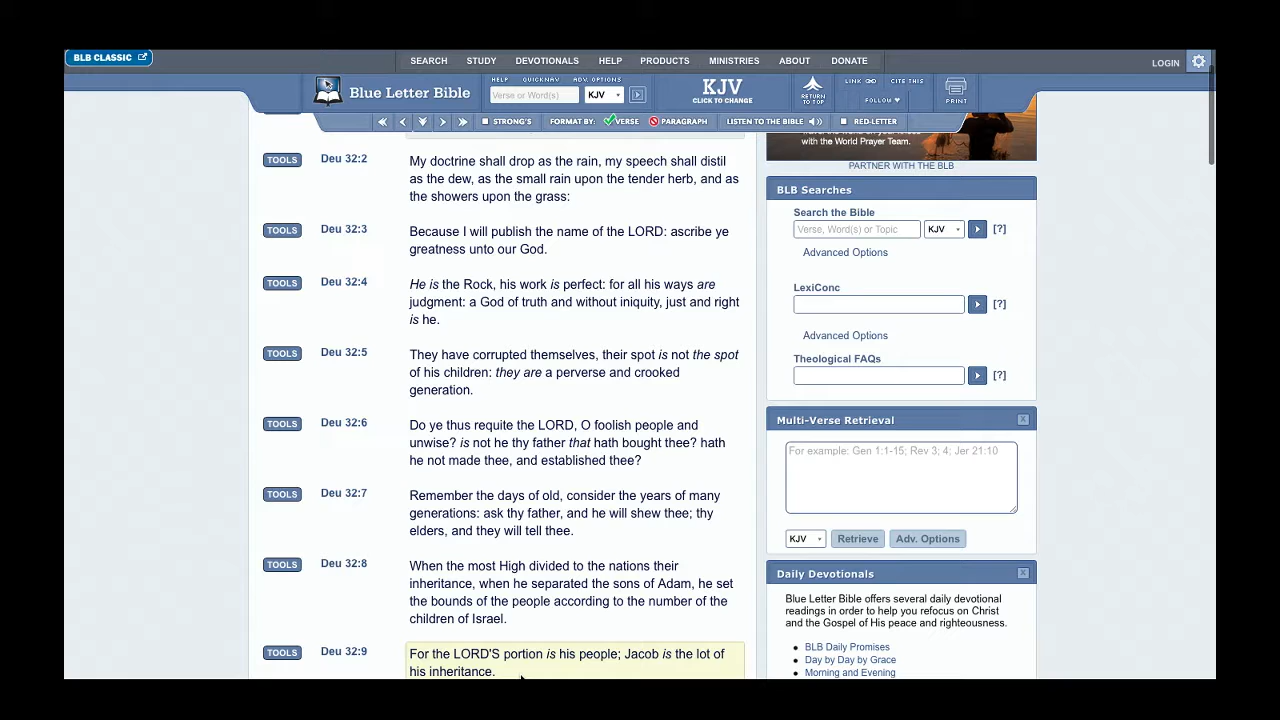 BLB CLASSIC
SEARCH STUDY DEVOTIONALS HELP PRODUCTS MINISTRIES ABOUT DONATE
LOGIN
Blue Letter Bible
HELP QUICKNAV ADV. OPTIONS
Verse or Word(s) KJV
KJV
CLICK TO CHANGE
RETURN
TO TOP
LINK CITE THIS
FOLLOW
PRINT
STRONG'S FORMAT BY: VERSE PARAGRAPH LISTEN TO THE BIBLE RED-LETTER
TOOLS Deu 32:2 My doctrine shall drop as the rain, my speech shall distil
as the dew, as the small rain upon the tender herb, and as
the showers upon the grass:
TOOLS Deu 32:3 Because I will publish the name of the LORD: ascribe ye
greatness unto our God.
TOOLS Deu 32:4 He is the Rock, his work is perfect: for all his ways are
judgment: a God of truth and without iniquity, just and right
is he.
TOOLS Deu 32:5 They have corrupted themselves, their spot is not the spot
of his children: they are a perverse and crooked
generation.
TOOLS Deu 32:6 Do ye thus requite the LORD, O foolish people and
unwise? is not he thy father that hath bought thee? hath
he not made thee, and established thee?
TOOLS Deu 32:7 Remember the days of old, consider the years of many
generations: ask thy father, and he will shew thee; thy
elders, and they will tell thee.
TOOLS Deu 32:8 When the most High divided to the nations their
inheritance, when he separated the sons of Adam, he set
the bounds of the people according to the number of the
children of Israel.
TOOLS Deu 32:9 For the LORD'S portion is his people; Jacob is the lot of
his inheritance.
with the World Prayer Team.
PARTNER WITH THE BLB
BLB Searches
Search the Bible
Verse, Word(s) or Topic KJV [?]
Advanced Options
LexiConc
[?]
Advanced Options
Theological FAQs
[?]
Multi-Verse Retrieval X
For example: Gen 1:1-15; Rev 3; 4; Jer 21:10
KJV Retrieve Adv. Options
Daily Devotionals X
Blue Letter Bible offers several daily devotional
readings in order to help you refocus on Christ
and the Gospel of His peace and righteousness.
BLB Daily Promises
Day by Day by Grace
Morning and Evening